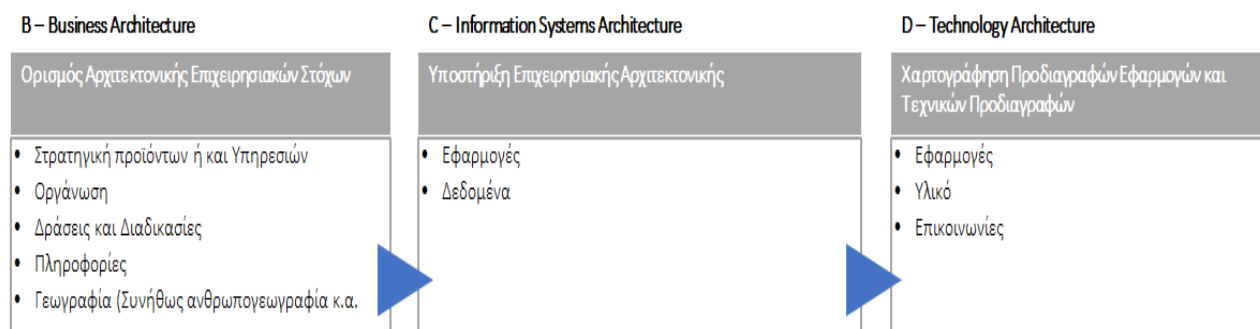 B – Business Architecture
Ορισμός Αρχιτεκτονικής Επιχειρησιακών Στόχων
• Στρατηγική προϊόντων ή και Υπηρεσιών
• Οργάνωση
• Δράσεις και Διαδικασίες
• Πληροφορίες
• Γεωγραφία (Συνήθως ανθρωπογεωγραφία κ.α.
C – Information Systems Architecture
Υποστήριξη Επιχειρησιακής Αρχιτεκτονικής
• Εφαρμογές
• Δεδομένα
D – Technology Architecture
Χαρτογράφηση Προδιαγραφών Εφαρμογών και
Τεχνικών Προδιαγραφών
• Εφαρμογές
• Υλικό
• Επικοινωνίες